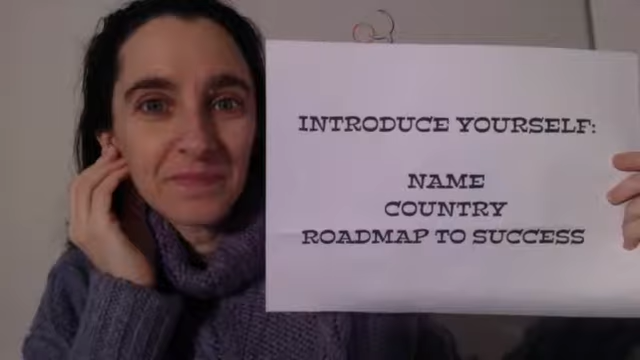 INTRODUCE YOURSELF:
NAME
COUNTRY
ROADMAP TO SUCCESS